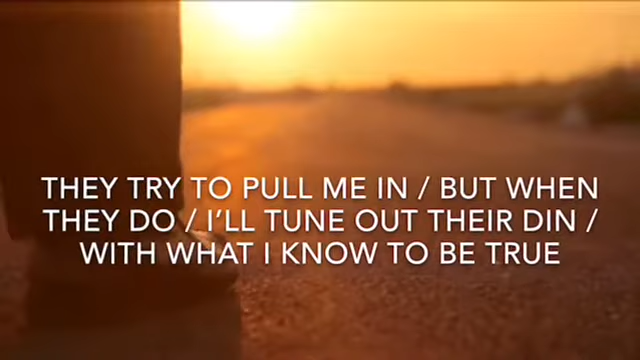 THEY TRY TO PULL ME IN / BUT WHEN
THEY DO / I'LL TUNE OUT THEIR DIN /
WITH WHAT I KNOW TO BE TRUE